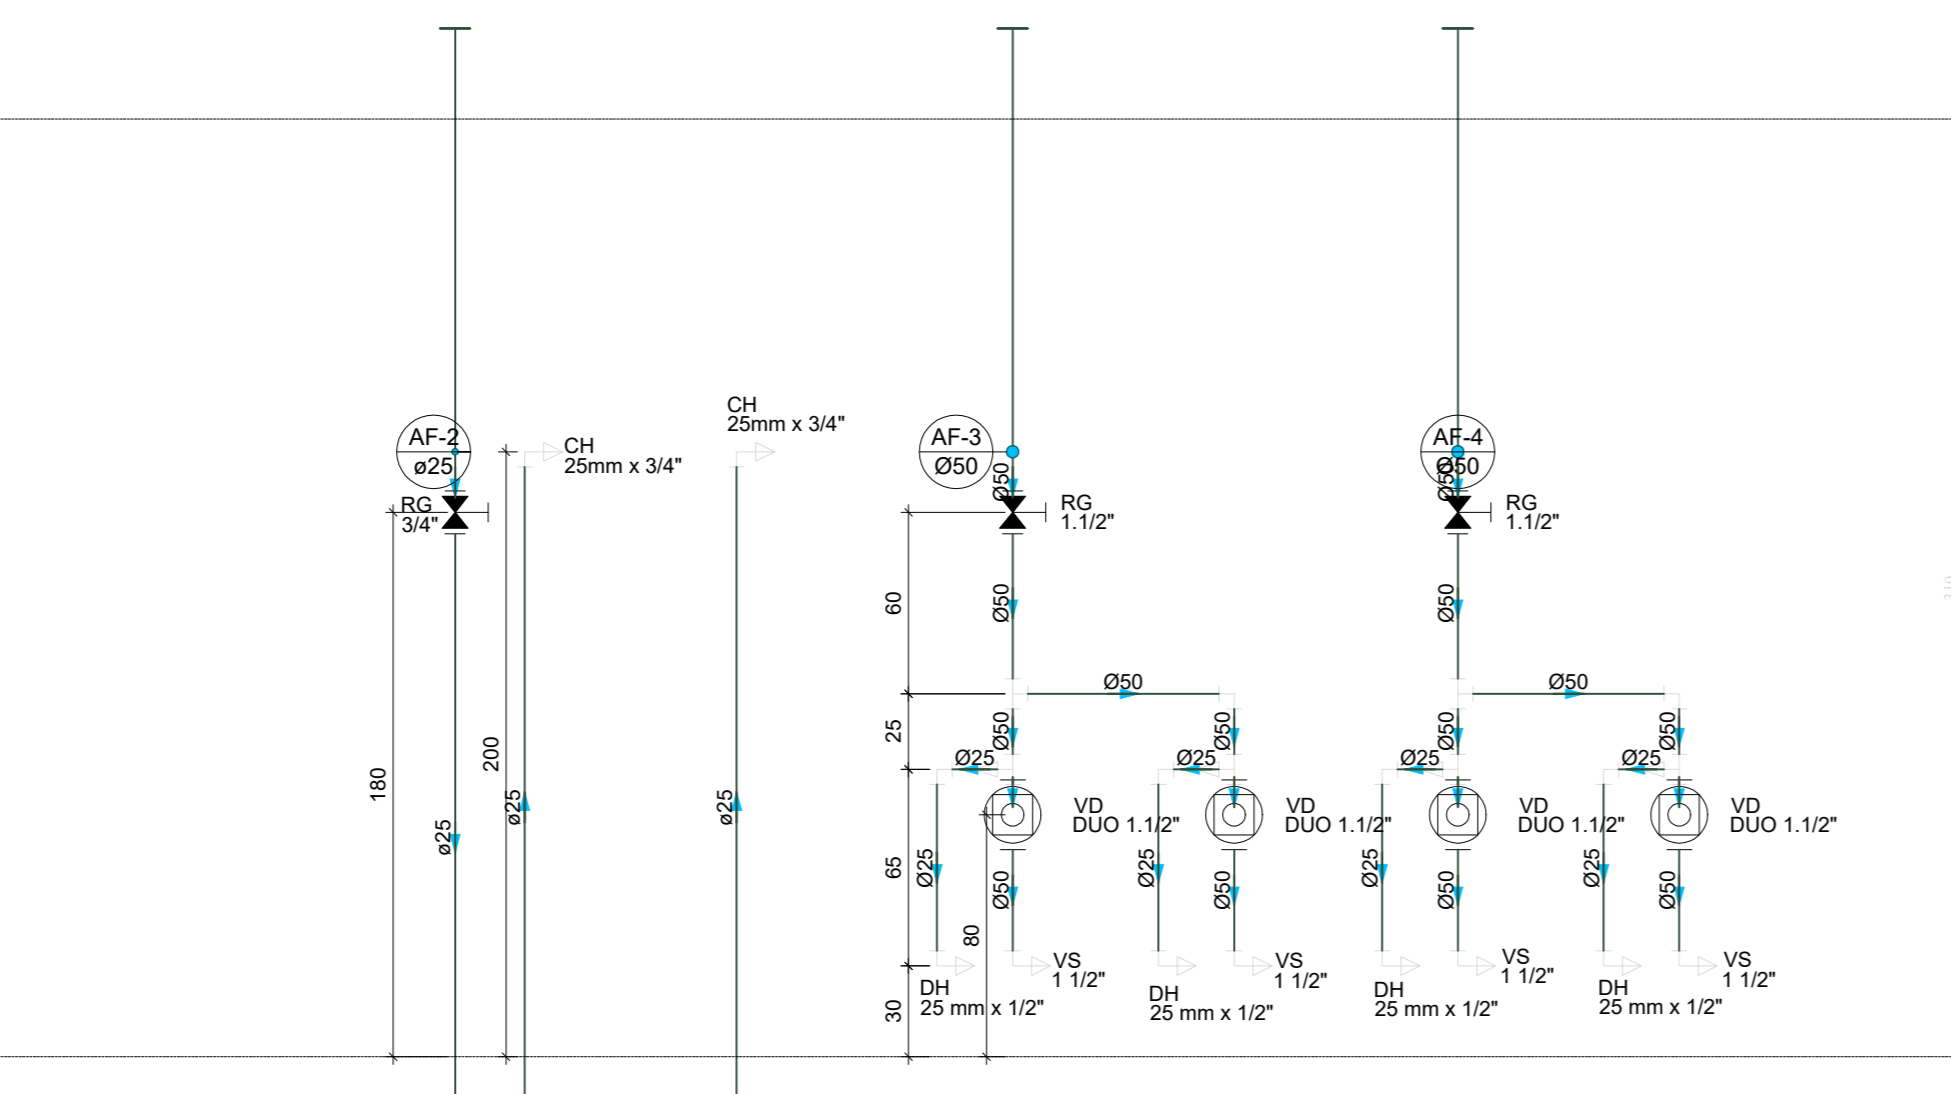 CH
25mm x 3/4"
AF-2
ø25
CH
25mm x 3/4"
AF-3
Ø50
AF-4
Ø50
Ø50
Ø50
RG
3/4"
RG
1.1/2"
RG
1.1/2"
60
Ø50
Ø50
Ø50
Ø50
25
Ø50
Ø50
Ø50
Ø50
200
180
Ø25
Ø25
Ø25
Ø25
ø25
ø25
ø25
VD
DUO 1.1/2"
VD
DUO 1.1/2"
VD
DUO 1.1/2"
VD
DUO 1.1/2"
65
Ø25
Ø50
Ø25
Ø50
Ø25
Ø50
Ø25
Ø50
80
VS
1 1/2"
VS
1 1/2"
VS
1 1/2"
VS
1 1/2"
DH
25 mm x 1/2"
DH
25 mm x 1/2"
DH
25 mm x 1/2"
DH
25 mm x 1/2"
30